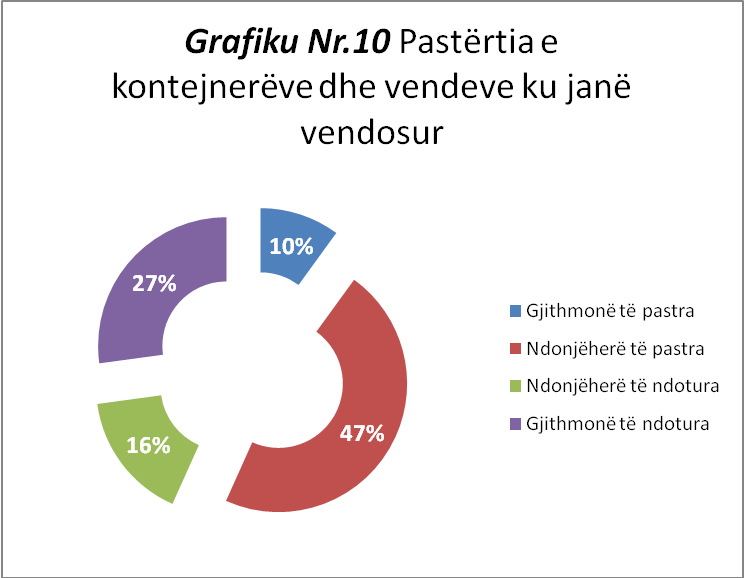 Grafiku Nr.10 Pastërtia e
kontejnerëve dhe vendeve ku janë
vendosur
10%
27%
47%
16%
Gjithmonë të pastra
Ndonjëherë të pastra
Ndonjëherë të ndotura
Gjithmonë të ndotura